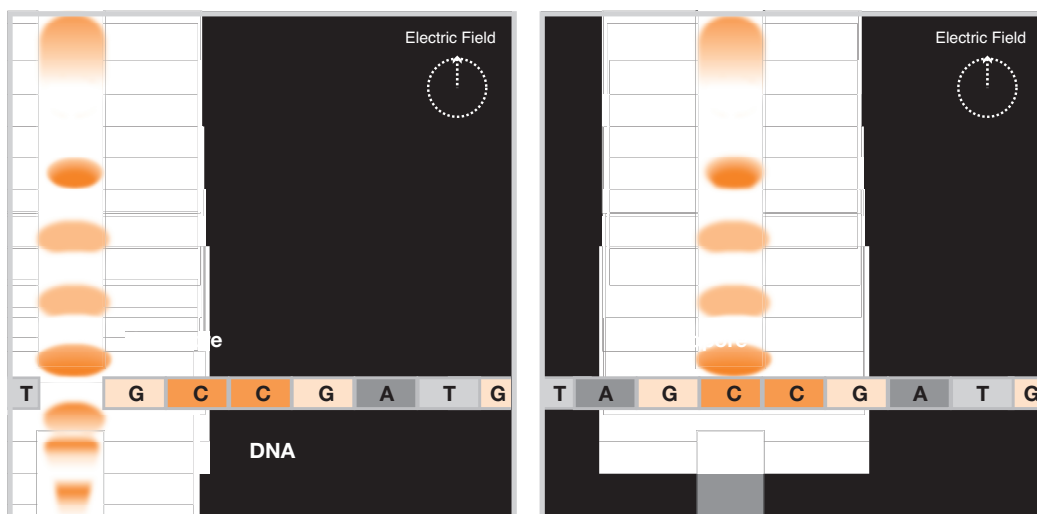 Electric Field
T G C C G A T G
DNA
Electric Field
T A G C C G A T G